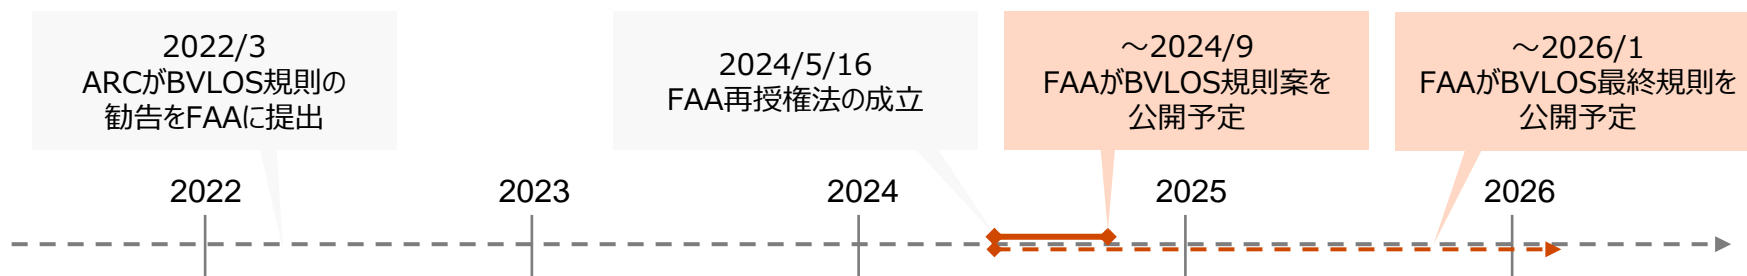 2022/3
ARCがBVLOS規則の
勧告をFAAに提出
2024/5/16
FAA再授権法の成立
～2024/9
FAAがBVLOS規則案を
公開予定
～2026/1
FAAがBVLOS最終規則を
公開予定
2022
2023
2024
2025
2026